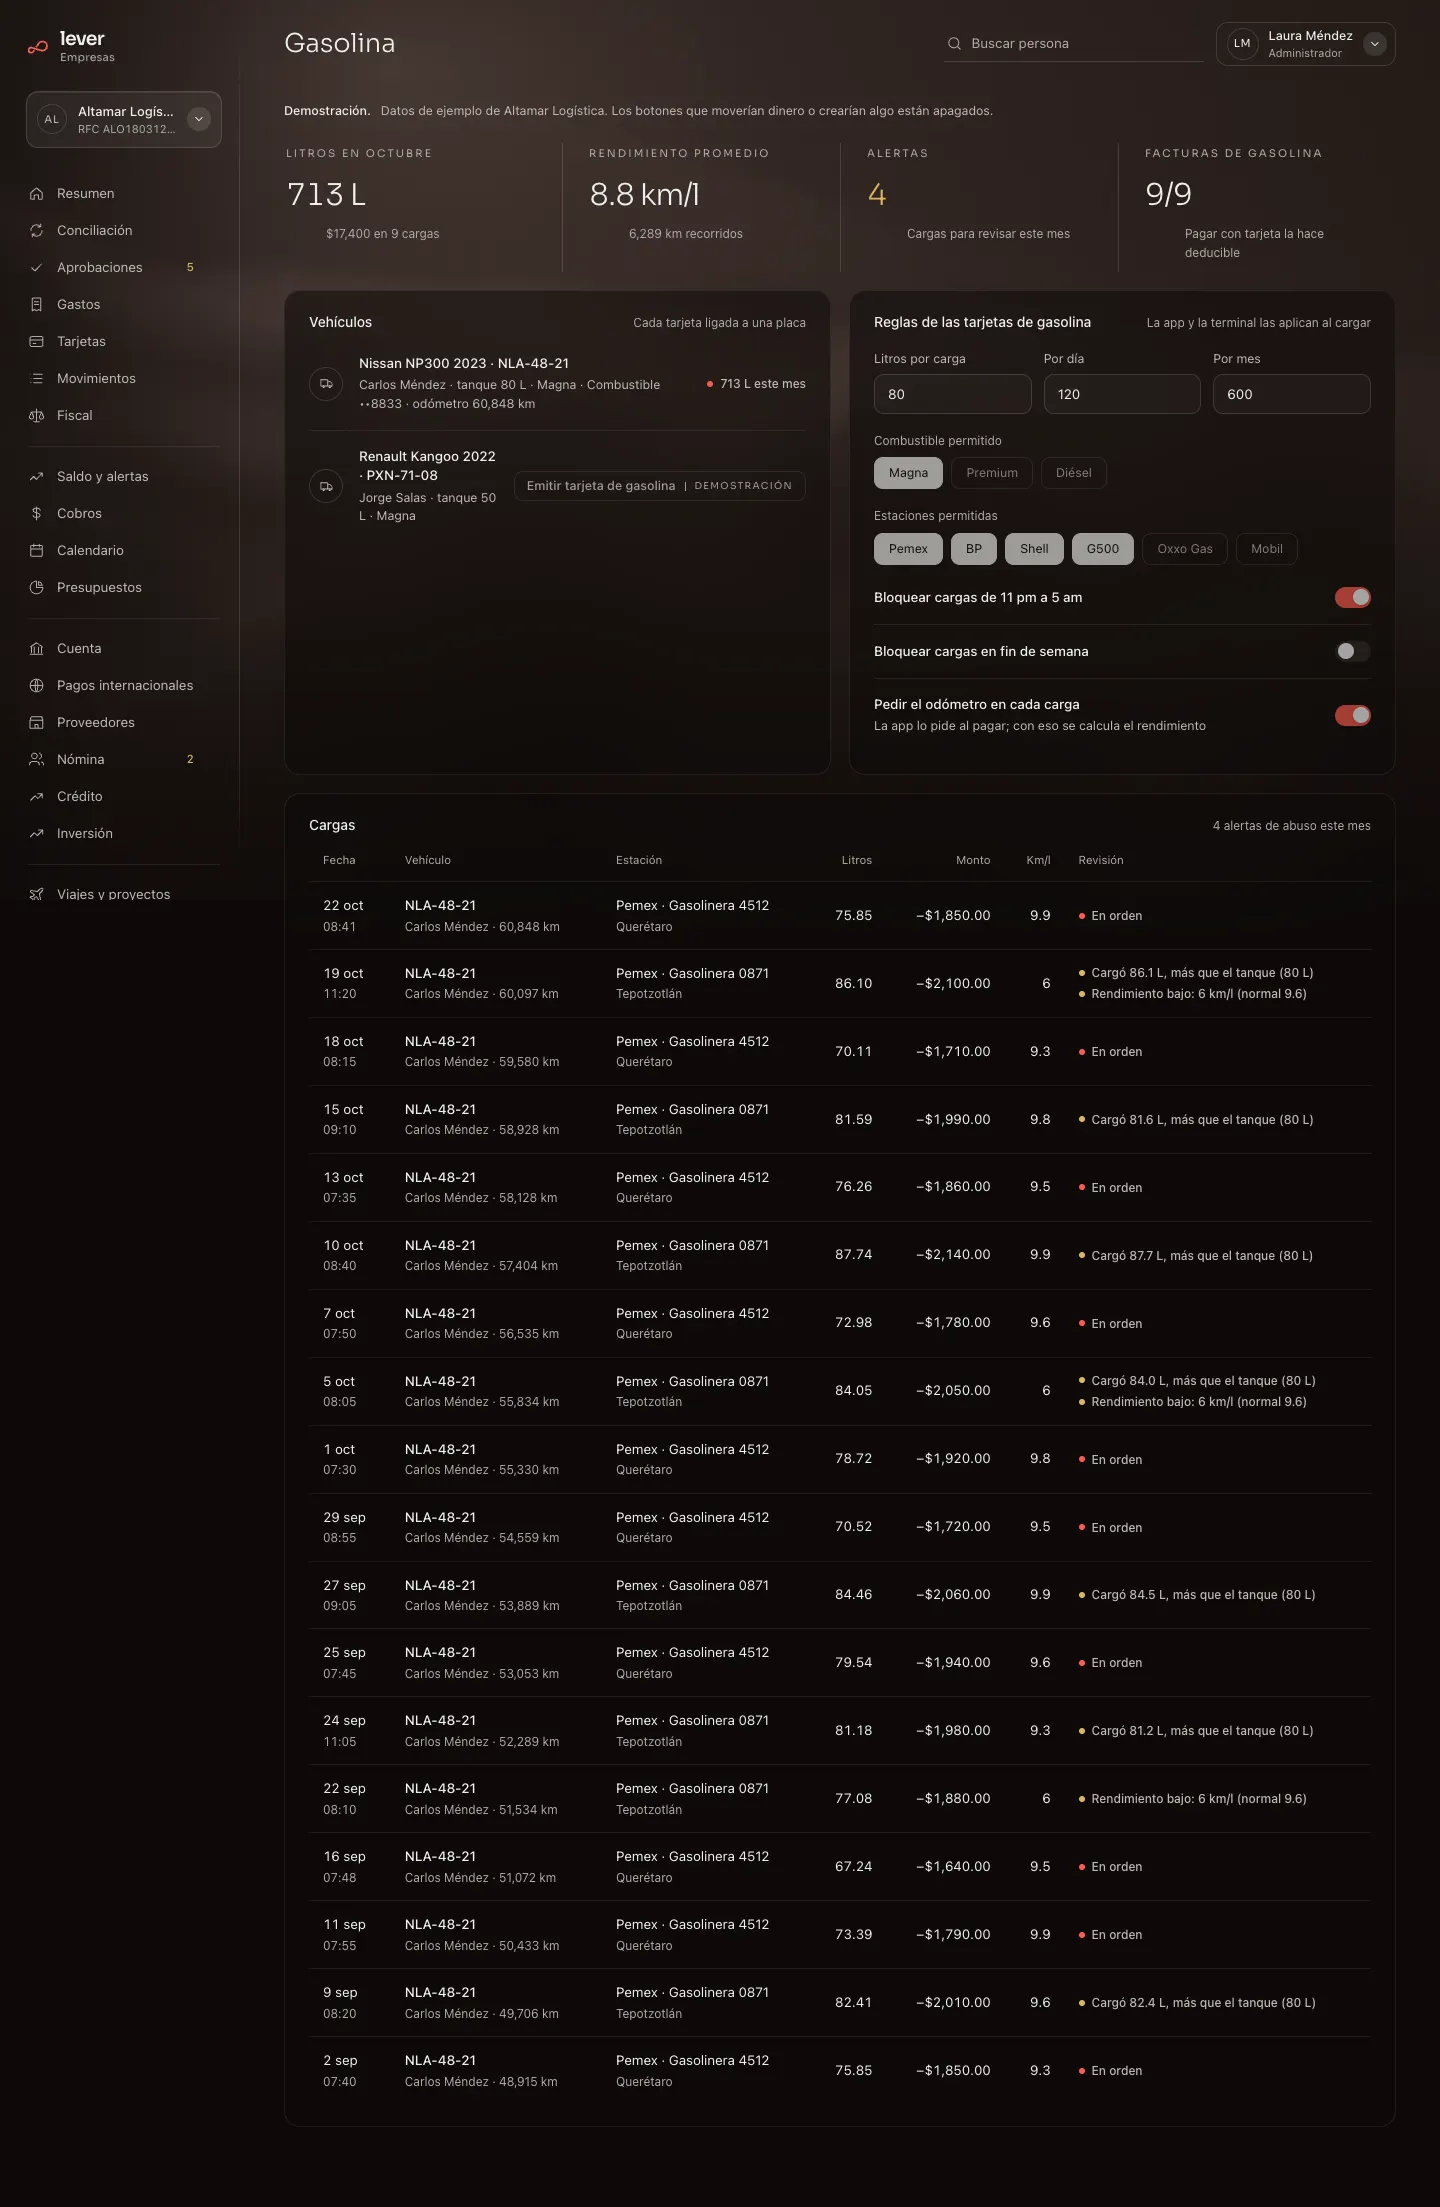 lever
Empresas
AL
Altamar Logís...
RFC ALO180312...
Resumen
Conciliación
Aprobaciones 5
Gastos
Tarjetas
Movimientos
Fiscal
Saldo y alertas
Cobros
Calendario
Presupuestos
Cuenta
Pagos internacionales
Proveedores
Nómina 2
Crédito
Inversión
Viajes y proyectos
Gasolina
Buscar persona
LM
Laura Méndez
Administrador
Demostración. Datos de ejemplo de Altamar Logística. Los botones que moverían dinero o crearían algo están apagados.
LITROS EN OCTUBRE
713 L
$17,400 en 9 cargas
RENDIMIENTO PROMEDIO
8.8 km/l
6,289 km recorridos
ALERTAS
4
Cargas para revisar este mes
FACTURAS DE GASOLINA
9/9
Pagar con tarjeta la hace
deducible
Vehículos
Cada tarjeta ligada a una placa
Nissan NP300 2023 · NLA-48-21
Carlos Méndez · tanque 80 L · Magna · Combustible
··8833 · odómetro 60,848 km
713 L este mes
Renault Kangoo 2022
· PXN-71-08
Jorge Salas · tanque 50
L · Magna
Emitir tarjeta de gasolina | DEMOSTRACIÓN
Reglas de las tarjetas de gasolina
La app y la terminal las aplican al cargar
Litros por carga Por día Por mes
80 120 600
Combustible permitido
Magna Premium Diésel
Estaciones permitidas
Pemex BP Shell G500 Oxxo Gas Mobil
Bloquear cargas de 11 pm a 5 am
Bloquear cargas en fin de semana
Pedir el odómetro en cada carga
La app lo pide al pagar; con eso se calcula el rendimiento
Cargas
4 alertas de abuso este mes
Fecha Vehículo Estación Litros Monto Km/l Revisión
22 oct NLA-48-21 Pemex · Gasolinera 4512 75.85 −$1,850.00 9.9 En orden
08:41 Carlos Méndez · 60,848 km Querétaro
19 oct NLA-48-21 Pemex · Gasolinera 0871 86.10 −$2,100.00 6 Cargó 86.1 L, más que el tanque (80 L)
11:20 Carlos Méndez · 60,097 km Tepotzotlán Rendimiento bajo: 6 km/l (normal 9.6)
18 oct NLA-48-21 Pemex · Gasolinera 4512 70.11 −$1,710.00 9.3 En orden
08:15 Carlos Méndez · 59,580 km Querétaro
15 oct NLA-48-21 Pemex · Gasolinera 0871 81.59 −$1,990.00 9.8 Cargó 81.6 L, más que el tanque (80 L)
09:10 Carlos Méndez · 58,928 km Tepotzotlán
13 oct NLA-48-21 Pemex · Gasolinera 4512 76.26 −$1,860.00 9.5 En orden
07:35 Carlos Méndez · 58,128 km Querétaro
10 oct NLA-48-21 Pemex · Gasolinera 0871 87.74 −$2,140.00 9.9 Cargó 87.7 L, más que el tanque (80 L)
08:40 Carlos Méndez · 57,404 km Tepotzotlán
7 oct NLA-48-21 Pemex · Gasolinera 4512 72.98 −$1,780.00 9.6 En orden
07:50 Carlos Méndez · 56,535 km Querétaro
5 oct NLA-48-21 Pemex · Gasolinera 0871 84.05 −$2,050.00 6 Cargó 84.0 L, más que el tanque (80 L)
08:05 Carlos Méndez · 55,834 km Tepotzotlán Rendimiento bajo: 6 km/l (normal 9.6)
1 oct NLA-48-21 Pemex · Gasolinera 4512 78.72 −$1,920.00 9.8 En orden
07:30 Carlos Méndez · 55,330 km Querétaro
29 sep NLA-48-21 Pemex · Gasolinera 4512 70.52 −$1,720.00 9.5 En orden
08:55 Carlos Méndez · 54,559 km Querétaro
27 sep NLA-48-21 Pemex · Gasolinera 0871 84.46 −$2,060.00 9.9 Cargó 84.5 L, más que el tanque (80 L)
09:05 Carlos Méndez · 53,889 km Tepotzotlán
25 sep NLA-48-21 Pemex · Gasolinera 4512 79.54 −$1,940.00 9.6 En orden
07:45 Carlos Méndez · 53,053 km Querétaro
24 sep NLA-48-21 Pemex · Gasolinera 0871 81.18 −$1,980.00 9.3 Cargó 81.2 L, más que el tanque (80 L)
11:05 Carlos Méndez · 52,289 km Tepotzotlán
22 sep NLA-48-21 Pemex · Gasolinera 0871 77.08 −$1,880.00 6 Rendimiento bajo: 6 km/l (normal 9.6)
08:10 Carlos Méndez · 51,534 km Tepotzotlán
16 sep NLA-48-21 Pemex · Gasolinera 4512 67.24 −$1,640.00 9.5 En orden
07:48 Carlos Méndez · 51,072 km Querétaro
11 sep NLA-48-21 Pemex · Gasolinera 4512 73.39 −$1,790.00 9.9 En orden
07:55 Carlos Méndez · 50,433 km Querétaro
9 sep NLA-48-21 Pemex · Gasolinera 0871 82.41 −$2,010.00 9.6 Cargó 82.4 L, más que el tanque (80 L)
08:20 Carlos Méndez · 49,706 km Tepotzotlán
2 sep NLA-48-21 Pemex · Gasolinera 4512 75.85 −$1,850.00 9.3 En orden
07:40 Carlos Méndez · 48,915 km Querétaro